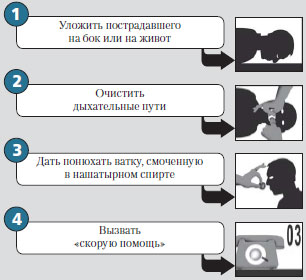 1
Уложить пострадавшего
на бок или на живот
2
Очистить
дыхательные пути
3
Дать понюхать ватку, смоченную
в нашатырном спирте
4
Вызвать
«скорую помощь»
03